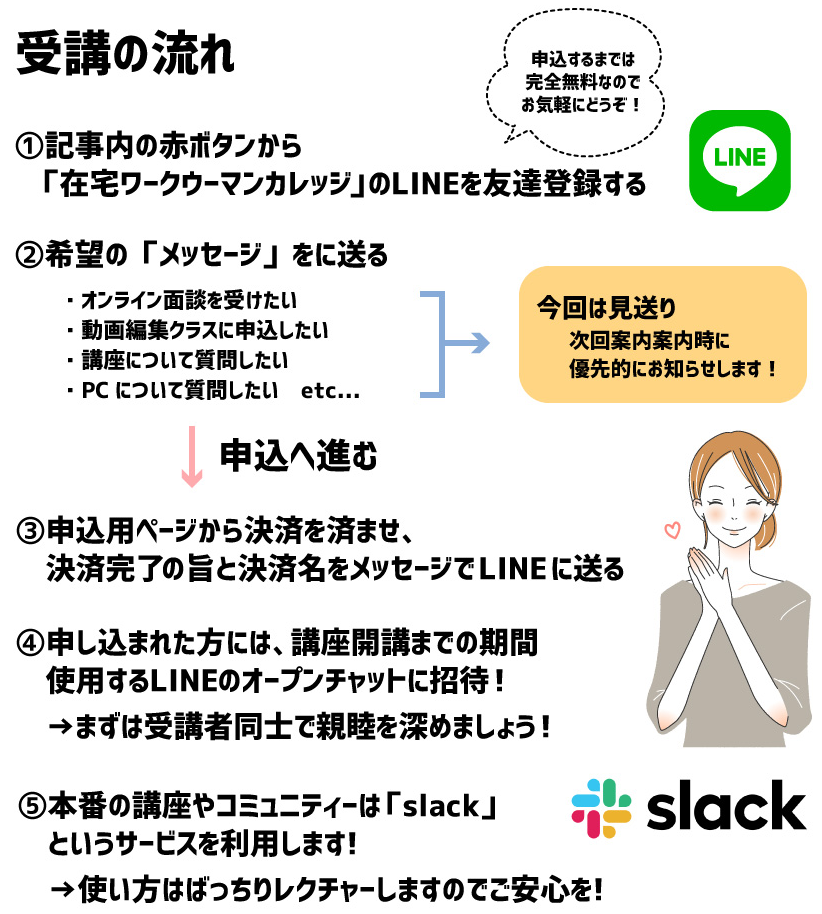 受講の流れ
申込するまでは
完全無料なので
お気軽にどうぞ！
①記事内の赤ボタンから
「在宅ワークウーマンカレッジ」のLINEを友達登録する
LINE
②希望の「メッセージ」をに送る
・オンライン面談を受けたい
・動画編集クラスに申込したい
・講座について質問したい
・PCについて質問したい　etc...
今回は見送り
次回案内案内時に
優先的にお知らせします！
申込へ進む
③申込用ページから決済を済ませ、
決済完了の旨と決済名をメッセージでLINEに送る
④申し込まれた方には、講座開講までの期間
使用するLINEのオープンチャットに招待！
→まずは受講者同士で親睦を深めましょう！
⑤本番の講座やコミュニティーは「slack」
というサービスを利用します!
slack
→使い方はばっちりレクチャーしますのでご安心を!